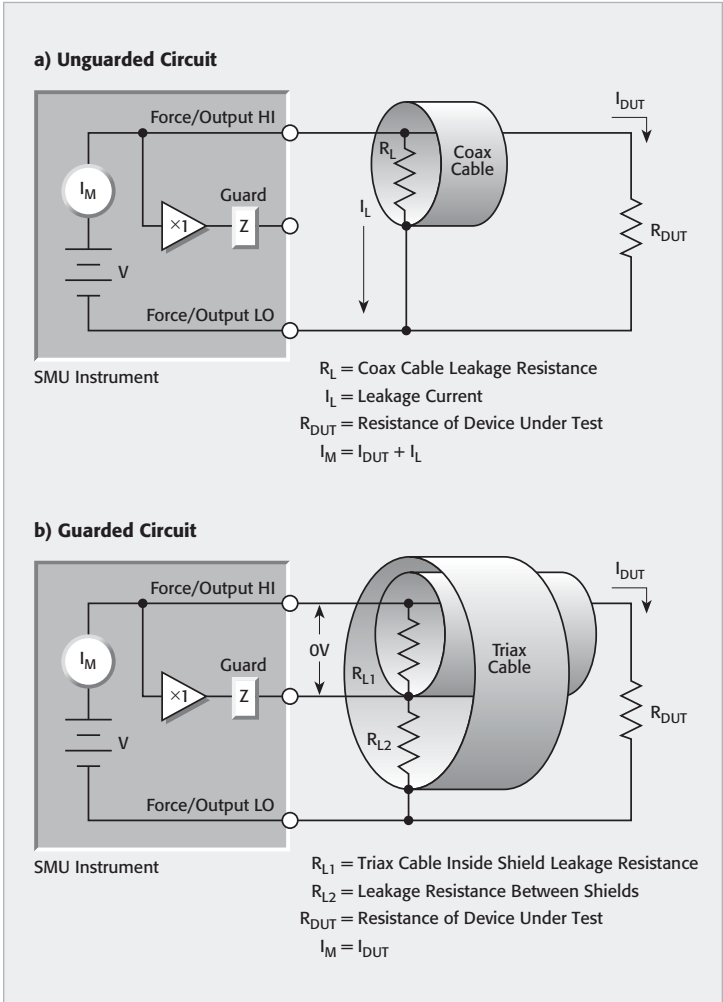 a) Unguarded Circuit
Force/Output HI
I_M
×1
Guard
Z
V
Force/Output LO
SMU Instrument
R_L
I_L
Coax
Cable
I_DUT
R_DUT
R_L = Coax Cable Leakage Resistance
I_L = Leakage Current
R_DUT = Resistance of Device Under Test
I_M = I_DUT + I_L
b) Guarded Circuit
Force/Output HI
I_M
×1
Guard
Z
V
Force/Output LO
SMU Instrument
0V
R_L1
R_L2
Triax
Cable
I_DUT
R_DUT
R_L1 = Triax Cable Inside Shield Leakage Resistance
R_L2 = Leakage Resistance Between Shields
R_DUT = Resistance of Device Under Test
I_M = I_DUT